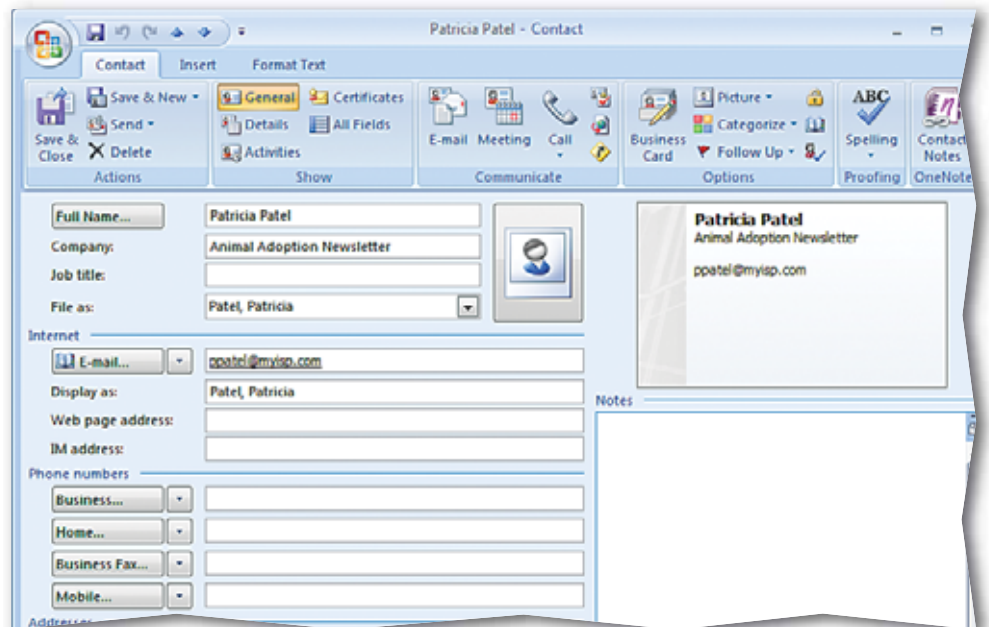 Patricia Patel - Contact
Contact Insert Format Text
Save & Close
Save & New
Send
Delete
Actions
General
Details
Activities
Certificates
All Fields
Show
E-mail
Meeting
Call
Communicate
Business Card
Picture
Categorize
Follow Up
Options
ABC
Spelling
Proofing
Contact Notes
OneNote
Full Name... Patricia Patel
Company: Animal Adoption Newsletter
Job title:
File as: Patel, Patricia
Internet
E-mail... ppatel@myisp.com
Display as: Patel, Patricia
Web page address:
IM address:
Phone numbers
Business...
Home...
Business Fax...
Mobile...
Addresses
Patricia Patel
Animal Adoption Newsletter
ppatel@myisp.com
Notes